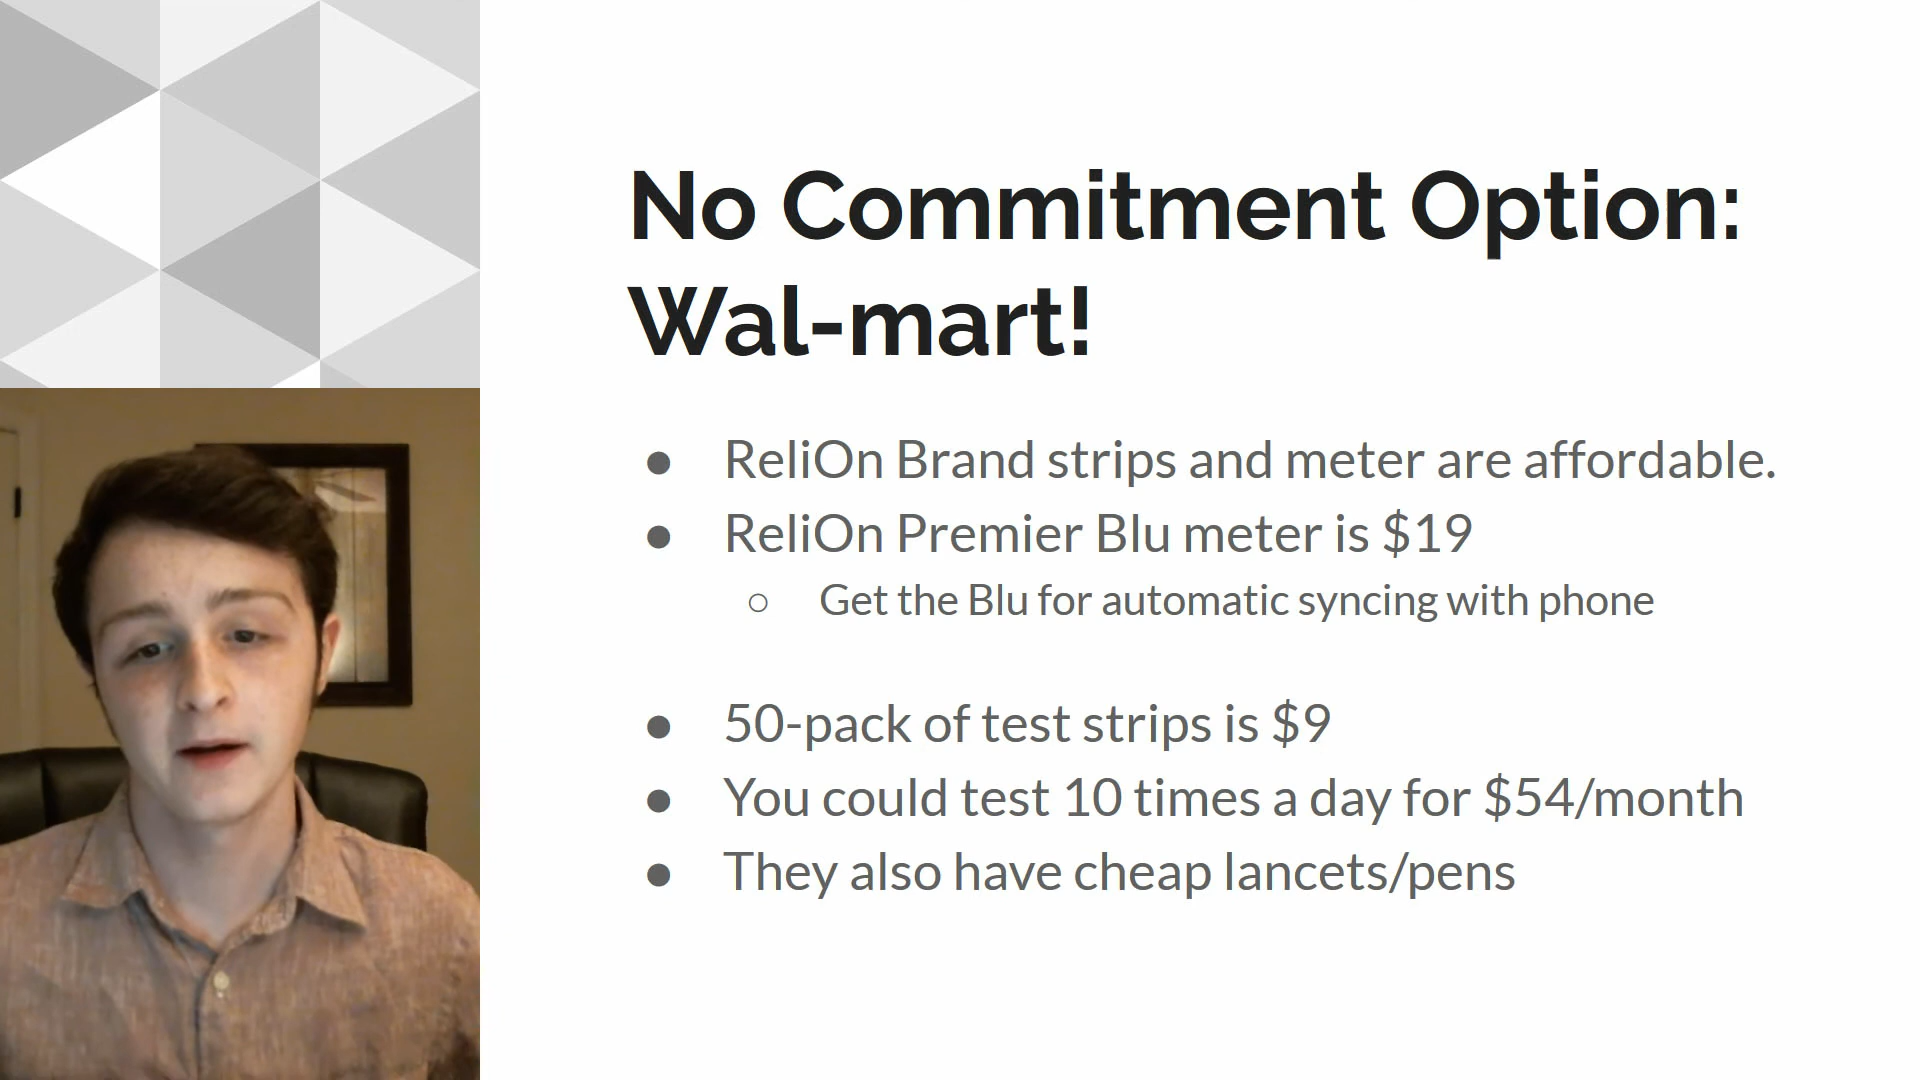 No Commitment Option:
Wal-mart!
● ReliOn Brand strips and meter are affordable.
● ReliOn Premier Blu meter is $19
○ Get the Blu for automatic syncing with phone
● 50-pack of test strips is $9
● You could test 10 times a day for $54/month
● They also have cheap lancets/pens